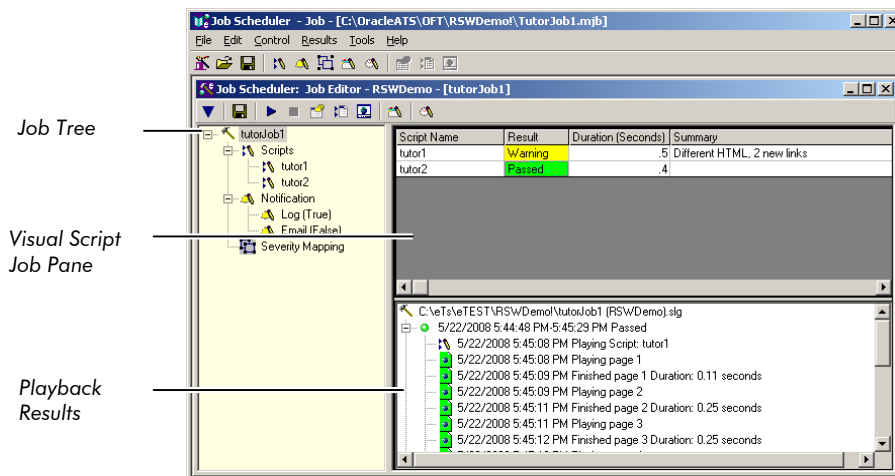 Job Scheduler - Job - [C:\OracleATS\OFT\RSWDemo!\TutorJob1.mjb]
File Edit Control Results Tools Help
Job Scheduler: Job Editor - RSWDemo - [tutorJob1]
Job Tree
tutorJob1
Scripts
tutor1
tutor2
Notification
Log (True)
Email (False)
Severity Mapping
Visual Script
Job Pane
Script Name Result Duration (Seconds) Summary
tutor1 Warning .5 Different HTML, 2 new links
tutor2 Passed .4
Playback
Results
C:\eTs\eTEST\RSWDemo!\tutorJob1 (RSWDemo).slg
5/22/2008 5:44:48 PM-5:45:29 PM Passed
5/22/2008 5:45:08 PM Playing Script: tutor1
5/22/2008 5:45:08 PM Playing page 1
5/22/2008 5:45:09 PM Finished page 1 Duration: 0.11 seconds
5/22/2008 5:45:09 PM Playing page 2
5/22/2008 5:45:11 PM Finished page 2 Duration: 0.25 seconds
5/22/2008 5:45:11 PM Playing page 3
5/22/2008 5:45:12 PM Finished page 3 Duration: 0.25 seconds